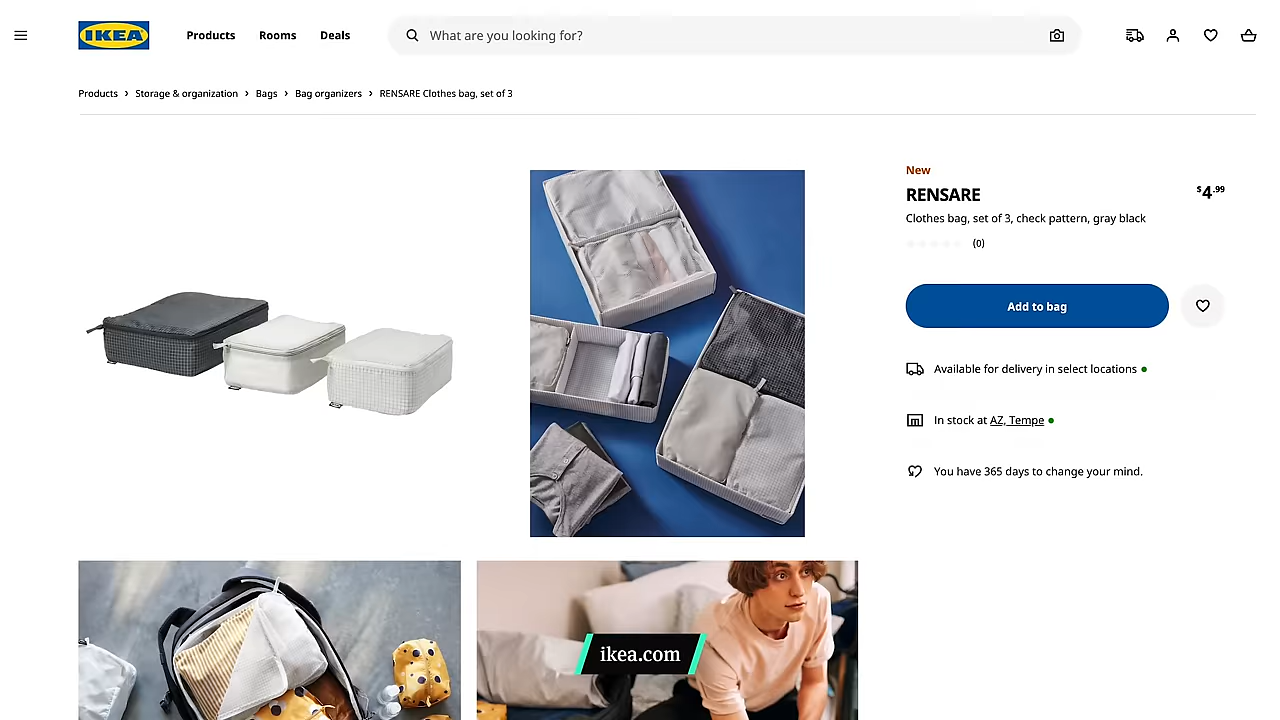 IKEA
Products
Rooms
Deals
What are you looking for?
Products › Storage & organization › Bags › Bag organizers › RENSARE Clothes bag, set of 3
New
RENSARE
$4.99
Clothes bag, set of 3, check pattern, gray black
(0)
Add to bag
Available for delivery in select locations
In stock at AZ, Tempe
You have 365 days to change your mind.
ikea.com